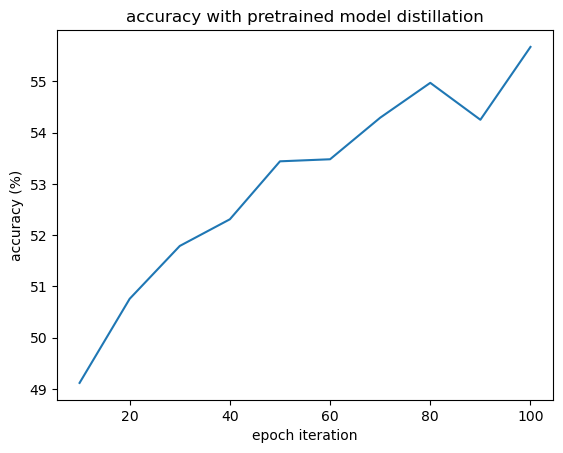 accuracy with pretrained model distillation
accuracy (%)
55
54
53
52
51
50
49
20 40 60 80 100
epoch iteration